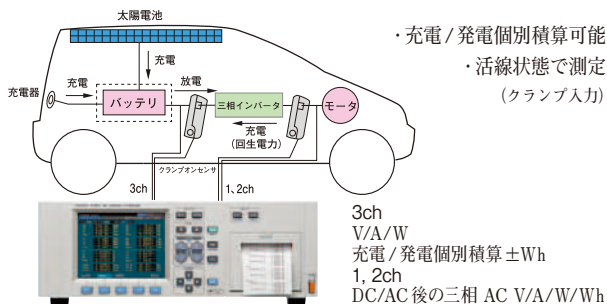 太陽電池
・充電/発電個別積算可能
・活線状態で測定
(クランプ入力)
充電
充電
放電
充電器
バッテリ
三相インバータ
モータ
充電
(回生電力)
クランプオンセンサ
3ch
1、2ch
3ch
V/A/W
充電/発電個別積算±Wh
1, 2ch
DC/AC後の三相 AC V/A/W/Wh